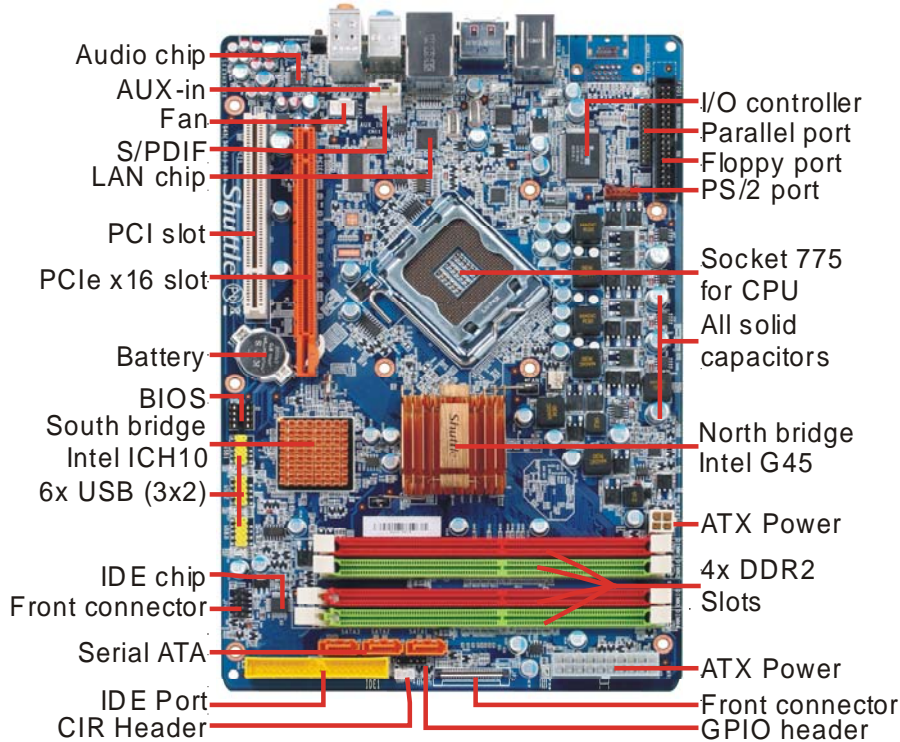 Audio chip
AUX-in
Fan
S/PDIF
LAN chip
PCI slot
PCIe x16 slot
Battery
BIOS
South bridge
Intel ICH10
6x USB (3x2)
IDE chip
Front connector
Serial ATA
IDE Port
CIR Header
I/O controller
Parallel port
Floppy port
PS/2 port
Socket 775
for CPU
All solid
capacitors
North bridge
Intel G45
ATX Power
4x DDR2
Slots
ATX Power
Front connector
GPIO header
Shuttle
Shuttle
IDE1